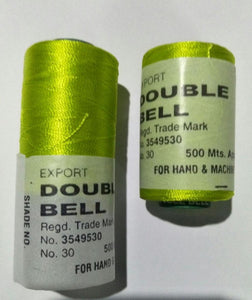 EXPORT
DOUBLE
BELL
Regd. Trade Mark
No. 3549530
No. 30
500
FOR HAND &
SHADE NO.
EXPORT
DOUBLE
BELL
Regd. Trade Mark
No. 3549530
No. 30 500 Mts.
FOR HAND & MACHIN